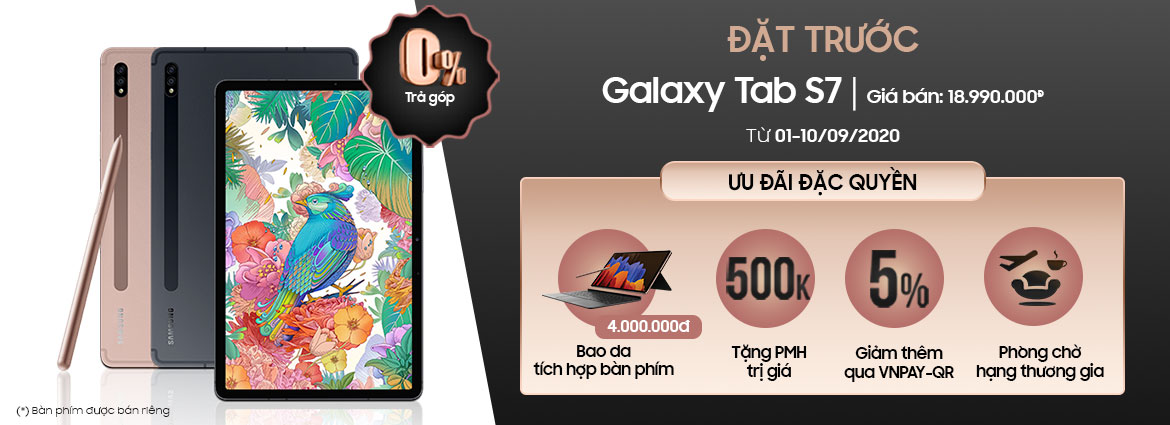 0%
Trả góp
SAMSUNG
SAMSUNG
(*) Bàn phím được bán riêng
ĐẶT TRƯỚC
Galaxy Tab S7 | Giá bán: 18.990.000đ
Từ 01-10/09/2020
ƯU ĐÃI ĐẶC QUYỀN
4.000.000đ
Bao da
tích hợp bàn phím
500K
Tặng PMH
trị giá
5%
Giảm thêm
qua VNPAY-QR
Phòng chờ
hạng thương gia